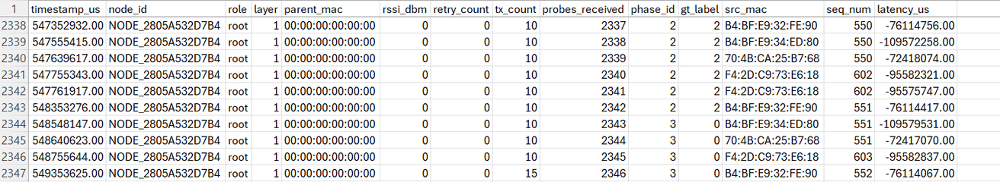 1 timestamp_us node_id role layer parent_mac rssi_dbm retry_count tx_count probes_received phase_id gt_label src_mac seq_num latency_us
2338 547352932.00 NODE_2805A532D7B4 root 1 00:00:00:00:00:00 0 0 10 2337 2 2 B4:BF:E9:32:FE:90 550 -76114756.00
2339 547555415.00 NODE_2805A532D7B4 root 1 00:00:00:00:00:00 0 0 10 2338 2 2 B4:BF:E9:34:ED:80 550 -109572258.00
2340 547639617.00 NODE_2805A532D7B4 root 1 00:00:00:00:00:00 0 0 10 2339 2 2 70:4B:CA:25:B7:68 550 -72418074.00
2341 547755343.00 NODE_2805A532D7B4 root 1 00:00:00:00:00:00 0 0 10 2340 2 2 F4:2D:C9:73:E6:18 602 -95582321.00
2342 547761917.00 NODE_2805A532D7B4 root 1 00:00:00:00:00:00 0 0 10 2341 2 2 F4:2D:C9:73:E6:18 602 -95575747.00
2343 548353276.00 NODE_2805A532D7B4 root 1 00:00:00:00:00:00 0 0 10 2342 2 2 B4:BF:E9:32:FE:90 551 -76114417.00
2344 548548147.00 NODE_2805A532D7B4 root 1 00:00:00:00:00:00 0 0 10 2343 3 0 B4:BF:E9:34:ED:80 551 -109579531.00
2345 548640623.00 NODE_2805A532D7B4 root 1 00:00:00:00:00:00 0 0 10 2344 3 0 70:4B:CA:25:B7:68 551 -72417070.00
2346 548755644.00 NODE_2805A532D7B4 root 1 00:00:00:00:00:00 0 0 10 2345 3 0 F4:2D:C9:73:E6:18 603 -95582837.00
2347 549353625.00 NODE_2805A532D7B4 root 1 00:00:00:00:00:00 0 0 15 2346 3 0 B4:BF:E9:32:FE:90 552 -76114067.00